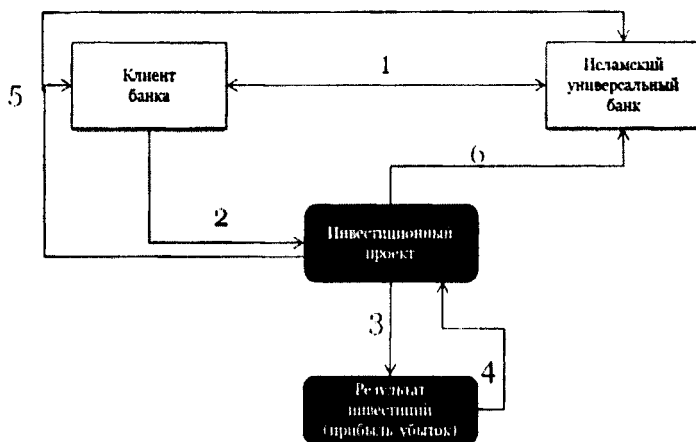 1
Клиент
банка
Исламский
универсальный
банк
5
6
2
Инвестиционный
проект
3
4
Результат
инвестиций
(прибыль убыток)